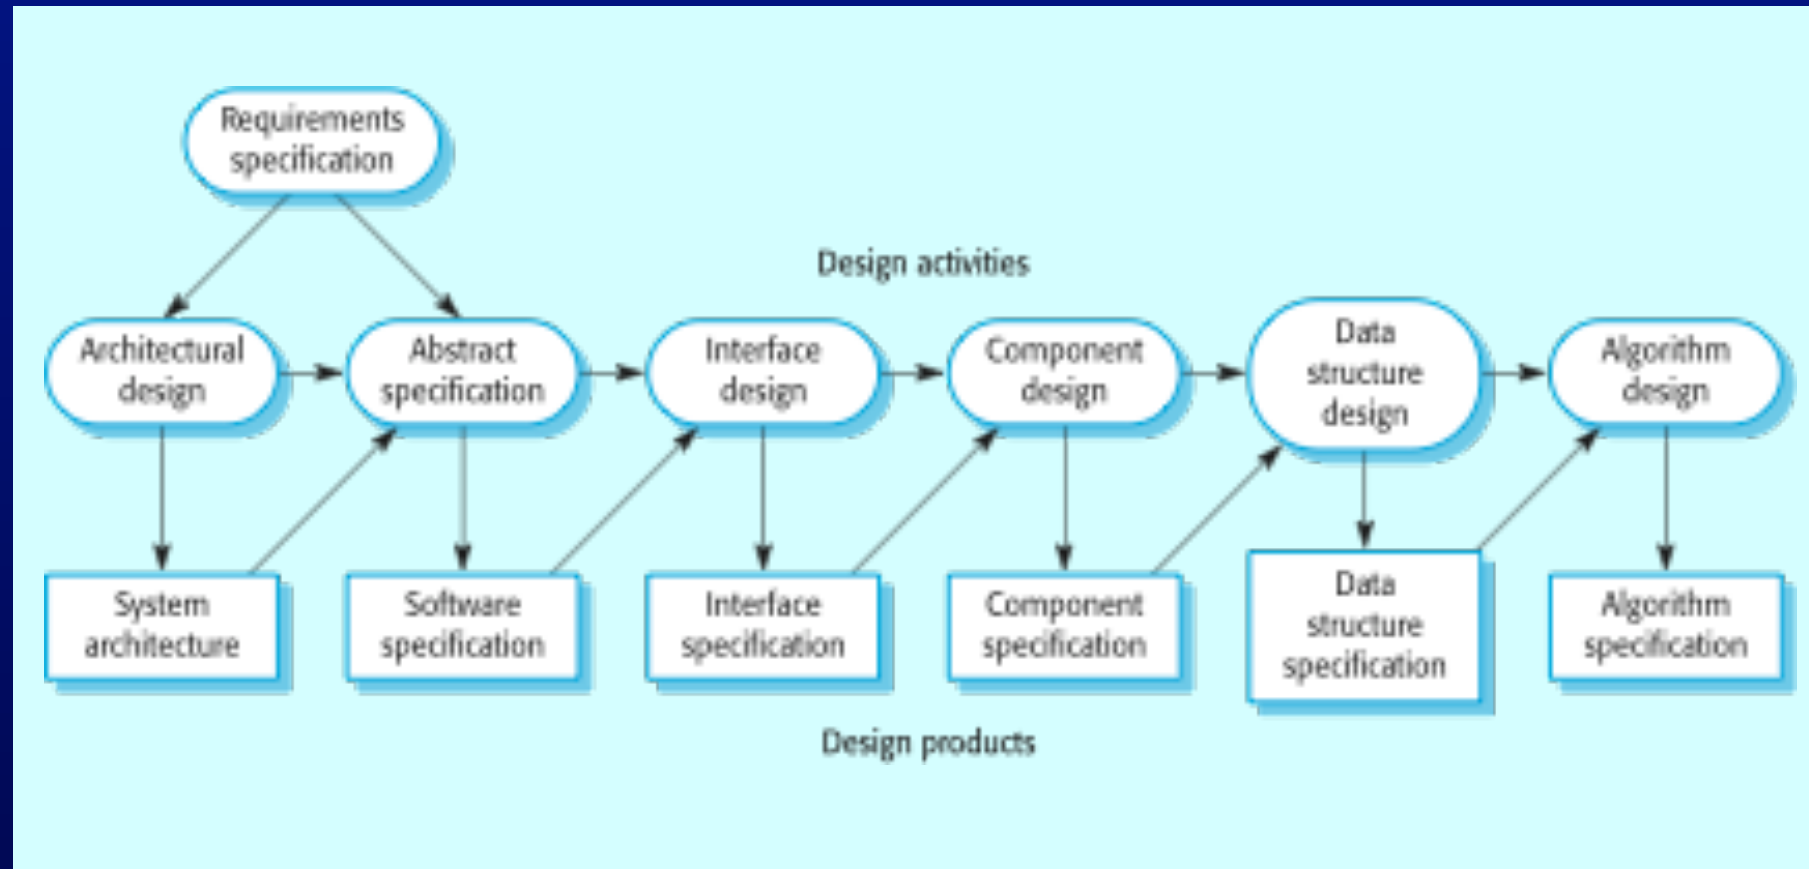 Requirements
specification
Design activities
Architectural
design
Abstract
specification
Interface
design
Component
design
Data
structure
design
Algorithm
design
System
architecture
Software
specification
Interface
specification
Component
specification
Data
structure
specification
Algorithm
specification
Design products